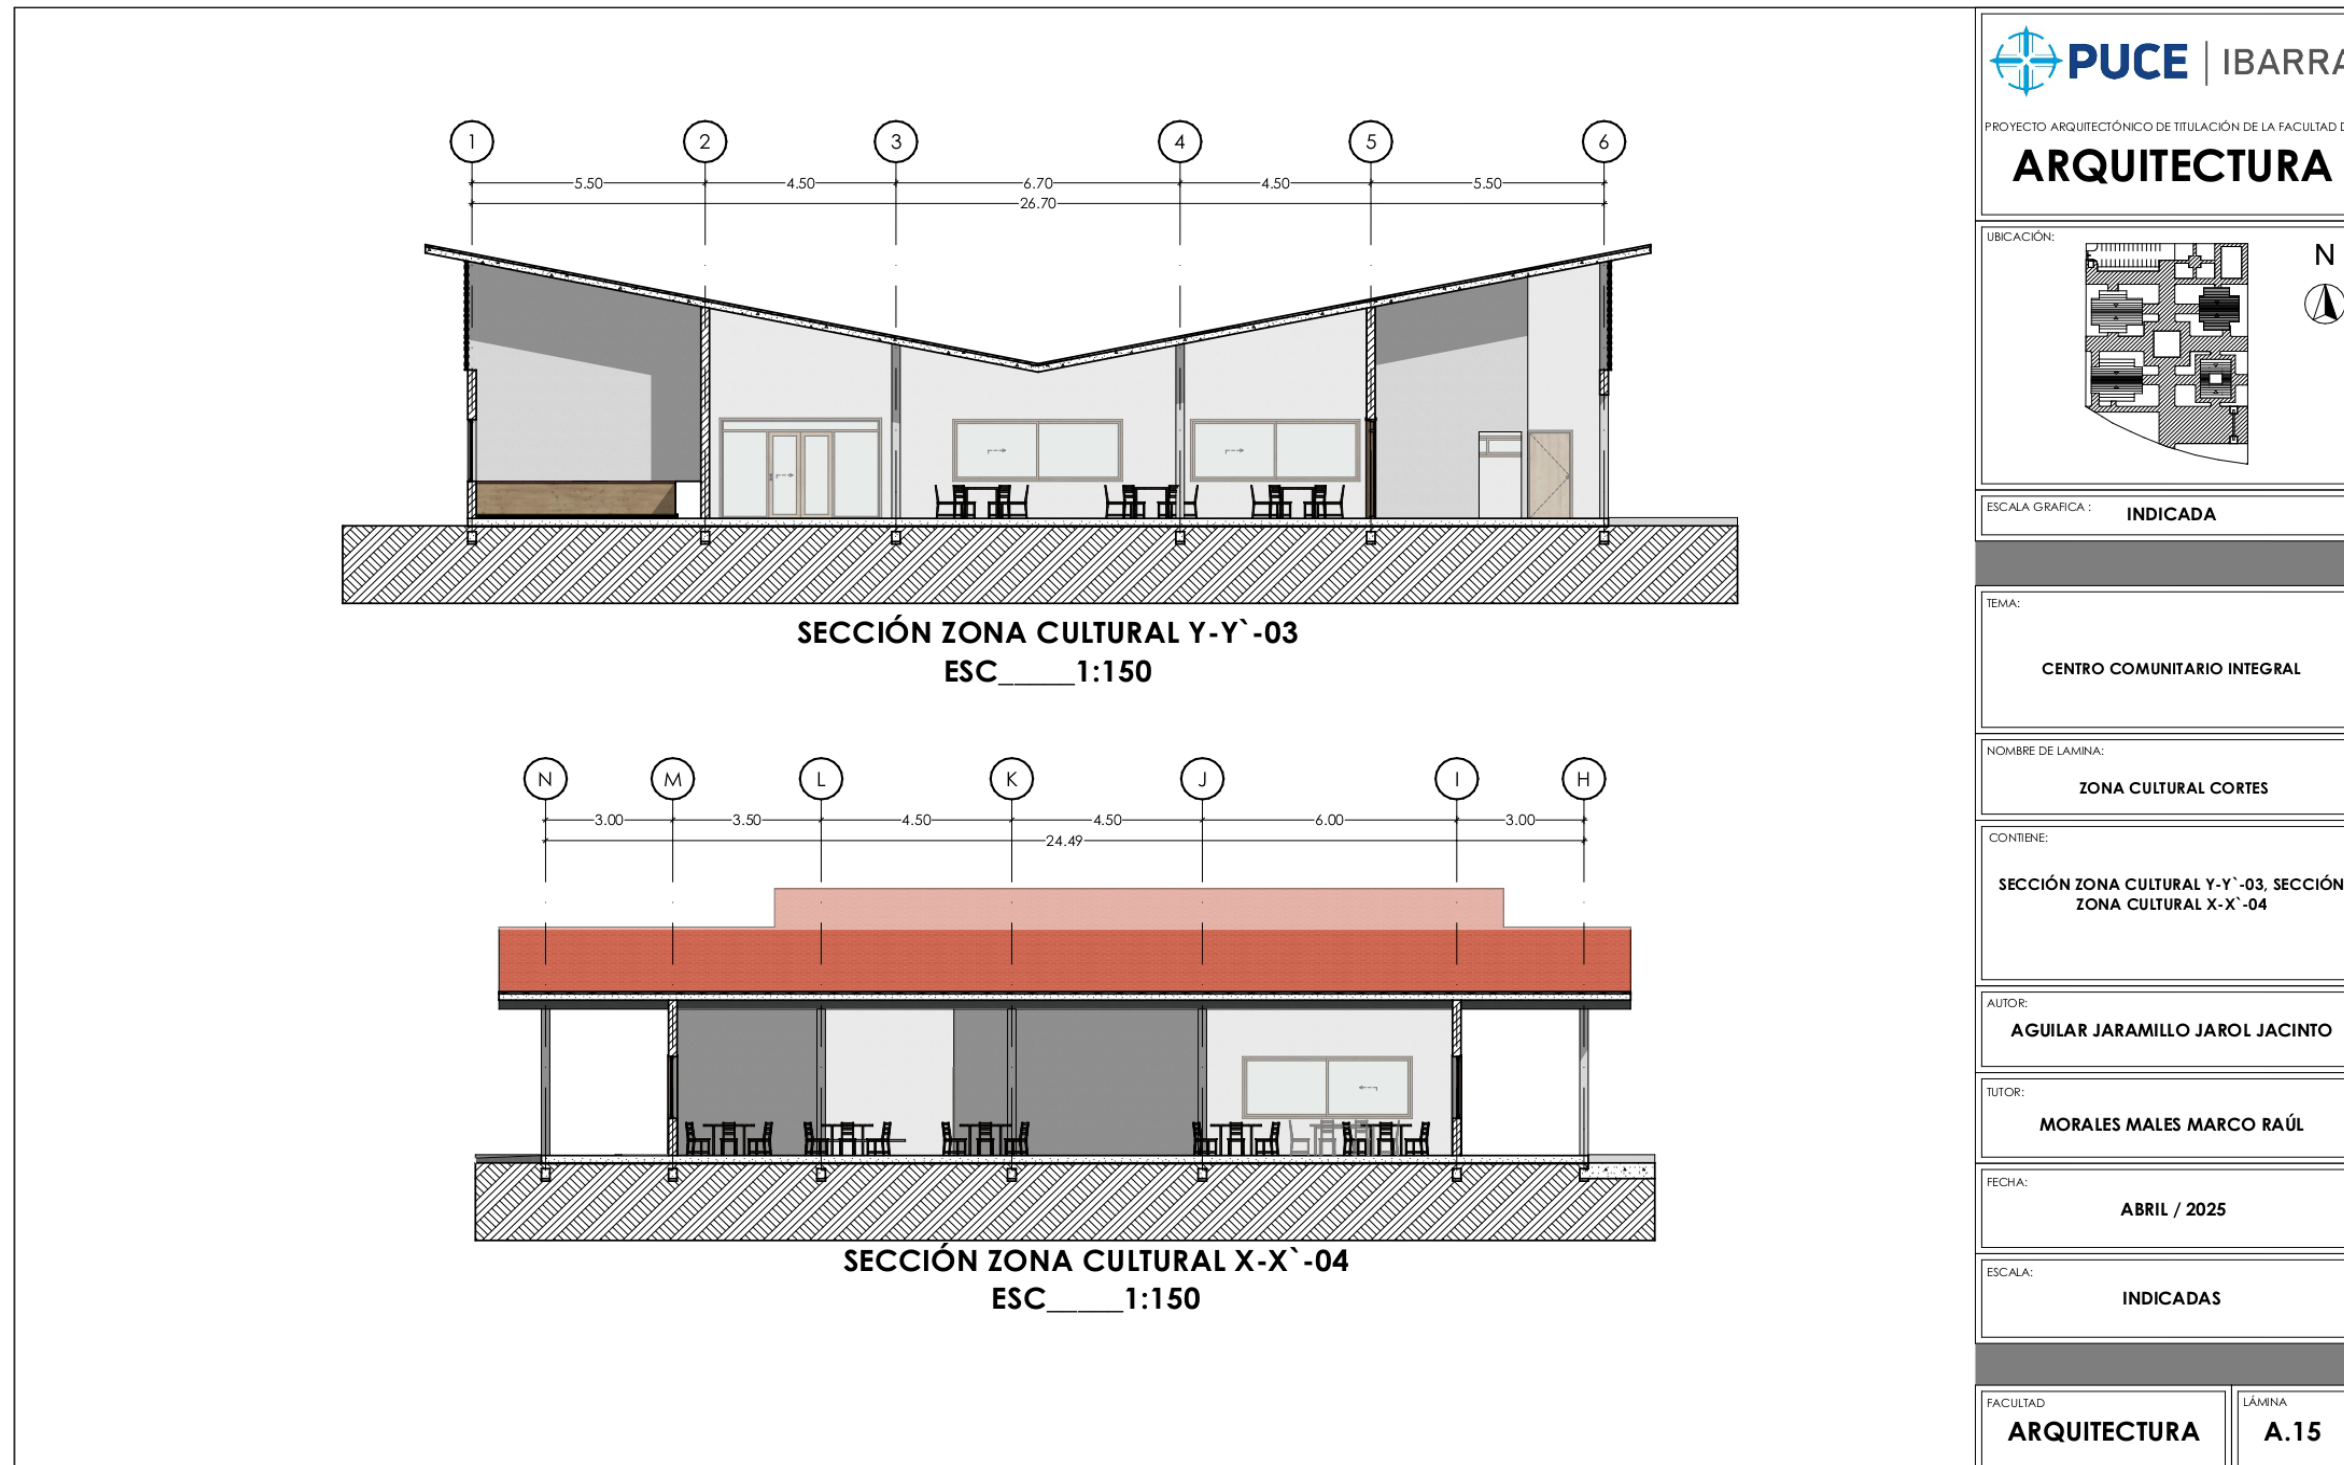 1
2
3
4
5
6
5.50
4.50
6.70
4.50
5.50
26.70
SECCIÓN ZONA CULTURAL Y-Y`-03
ESC_____1:150
N
M
L
K
J
I
H
3.00
3.50
4.50
4.50
6.00
3.00
24.49
SECCIÓN ZONA CULTURAL X-X`-04
ESC_____1:150
PUCE | IBARRA
PROYECTO ARQUITECTÓNICO DE TITULACIÓN DE LA FACULTAD D
ARQUITECTURA
UBICACIÓN:
N
ESCALA GRAFICA :
INDICADA
TEMA:
CENTRO COMUNITARIO INTEGRAL
NOMBRE DE LAMINA:
ZONA CULTURAL CORTES
CONTIENE:
SECCIÓN ZONA CULTURAL Y-Y`-03, SECCIÓN
ZONA CULTURAL X-X`-04
AUTOR:
AGUILAR JARAMILLO JAROL JACINTO
TUTOR:
MORALES MALES MARCO RAÚL
FECHA:
ABRIL / 2025
ESCALA:
INDICADAS
FACULTAD
ARQUITECTURA
LÁMINA
A.15